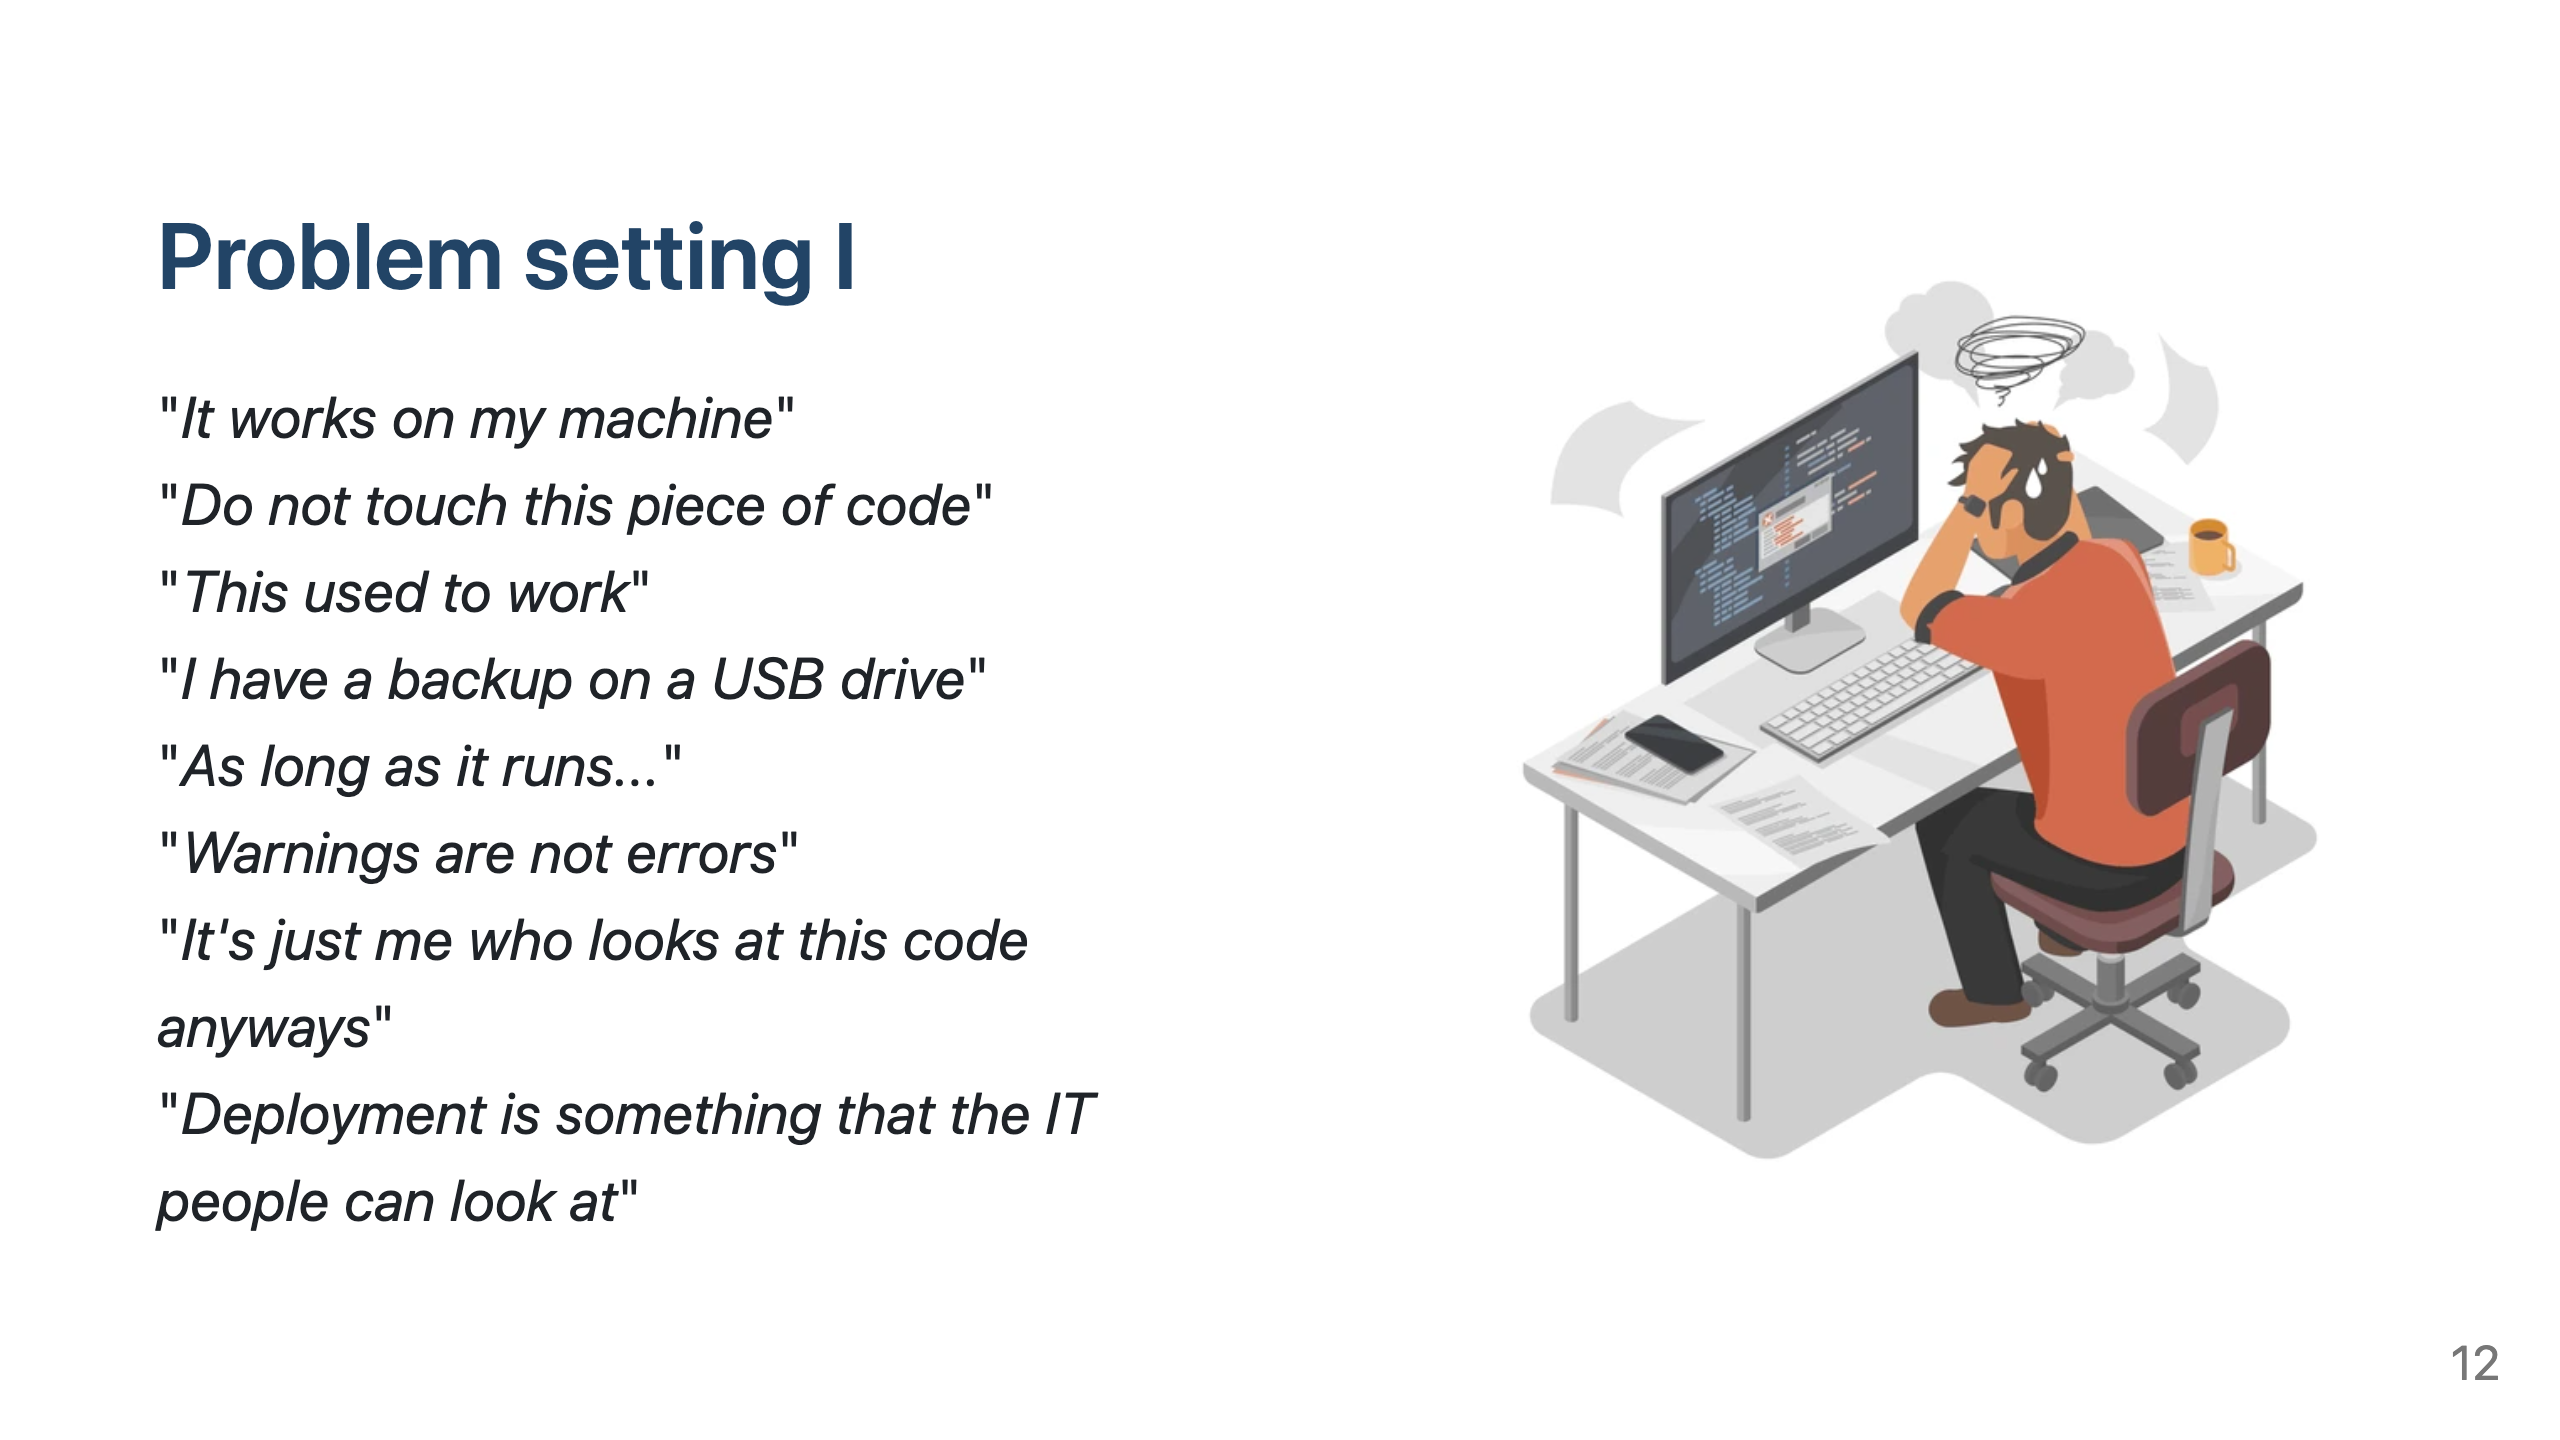 Problem setting I
"It works on my machine"
"Do not touch this piece of code"
"This used to work"
"I have a backup on a USB drive"
"As long as it runs..."
"Warnings are not errors"
"It's just me who looks at this code
anyways"
"Deployment is something that the IT
people can look at"
12